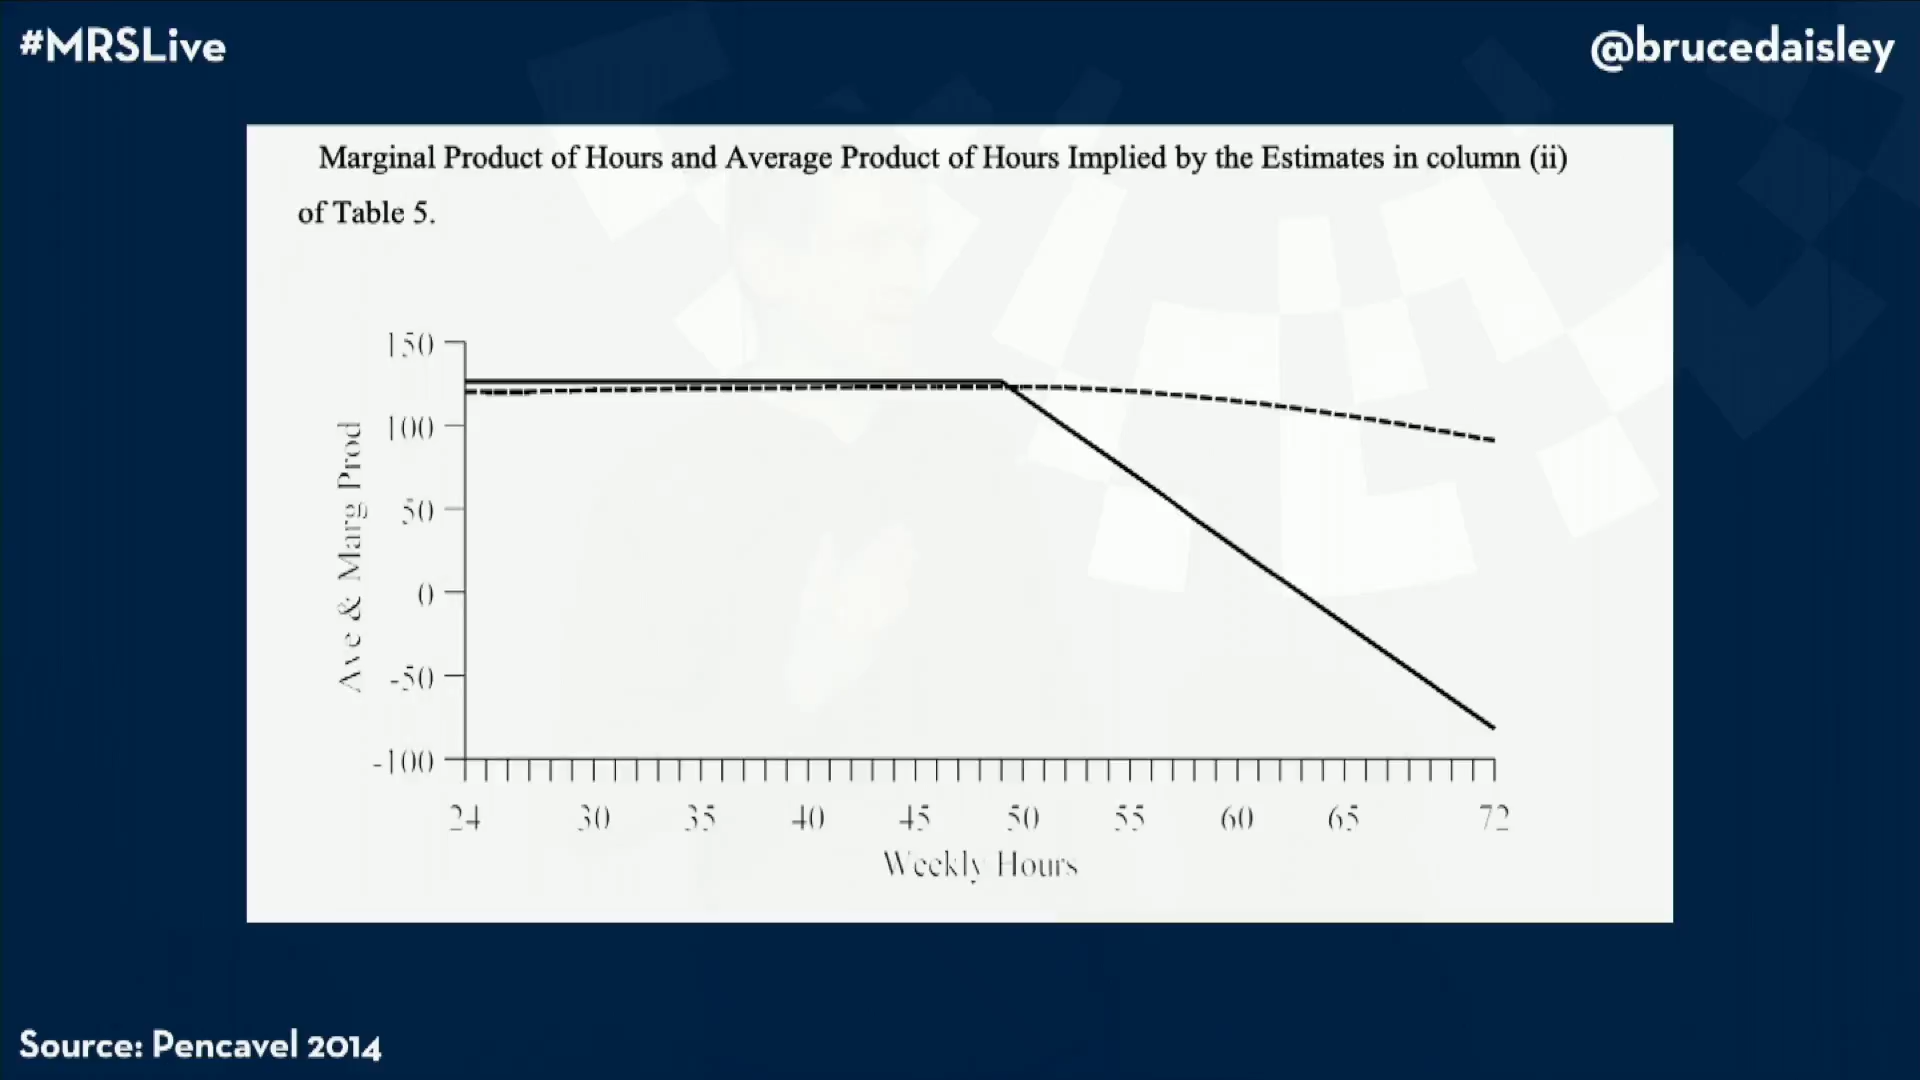 #MRSLive
@brucedaisley
Marginal Product of Hours and Average Product of Hours Implied by the Estimates in column (ii)
of Table 5.
150
100
50
0
-50
-100
Ave & Marg Prod
24 30 35 40 45 50 55 60 65 72
Weekly Hours
Source: Pencavel 2014